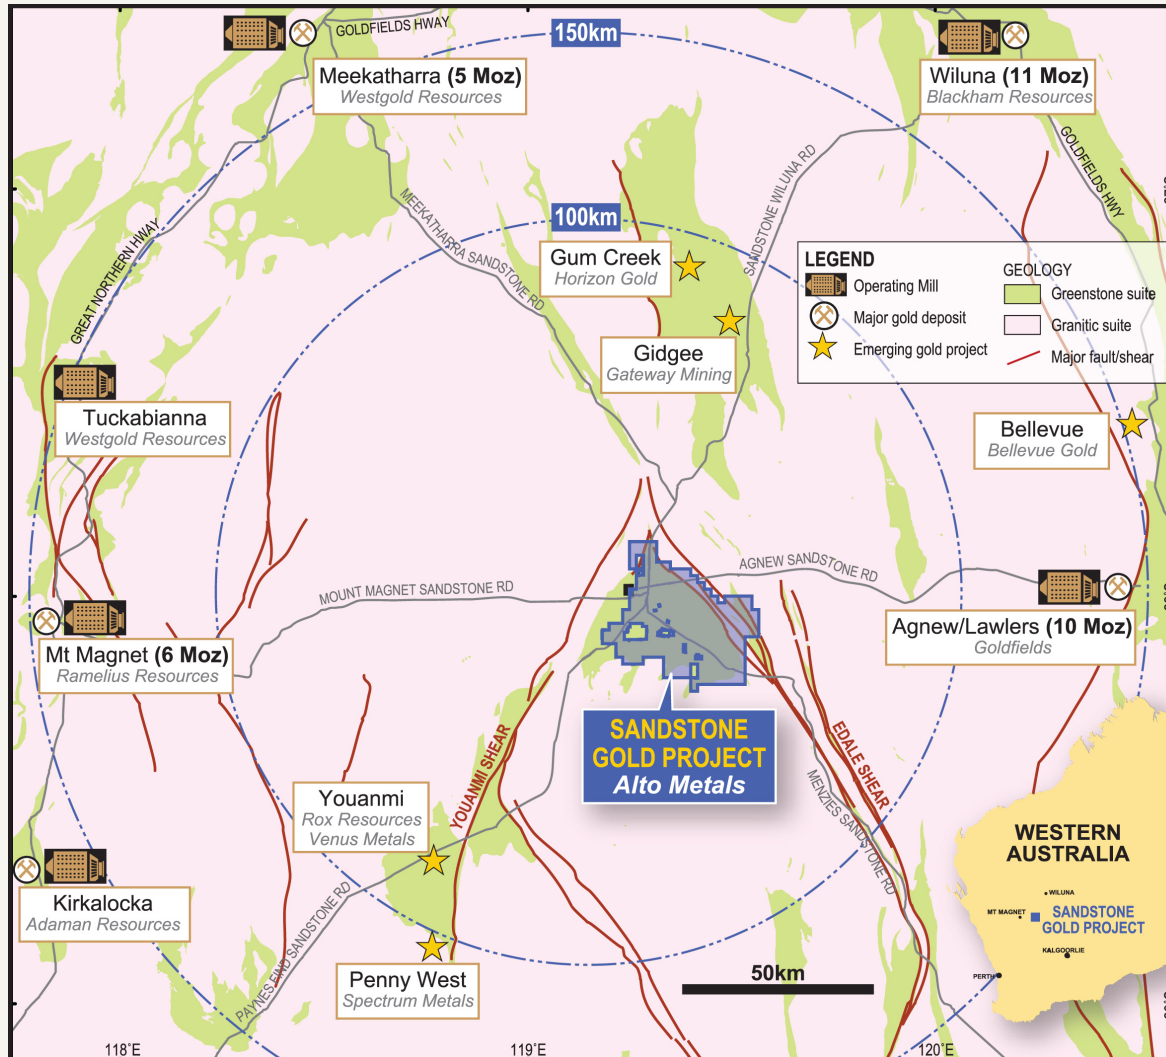 GOLDFIELDS HWAY
150km
Meekatharra (5 Moz)
Westgold Resources
Wiluna (11 Moz)
Blackham Resources
GOLDFIELDS HWY
MEEKATHARRA SANDSTONE RD
SANDSTONE WILUNA RD
GREAT NORTHERN HWAY
100km
Gum Creek
Horizon Gold
Gidgee
Gateway Mining
LEGEND
Operating Mill
Major gold deposit
Emerging gold project
GEOLOGY
Greenstone suite
Granitic suite
Major fault/shear
Tuckabianna
Westgold Resources
Bellevue
Bellevue Gold
MOUNT MAGNET SANDSTONE RD
AGNEW SANDSTONE RD
Mt Magnet (6 Moz)
Ramelius Resources
Agnew/Lawlers (10 Moz)
Goldfields
SANDSTONE
GOLD PROJECT
Alto Metals
YOUANMI SHEAR
EDALE SHEAR
MENZIES SANDSTONE RD
Youanmi
Rox Resources
Venus Metals
Kirkalocka
Adaman Resources
PAYNES FIND SANDSTONE RD
Penny West
Spectrum Metals
50km
WESTERN
AUSTRALIA
WILUNA
MT MAGNET
SANDSTONE
GOLD PROJECT
KALGOORLIE
PERTH
118°E
119°E
120°E